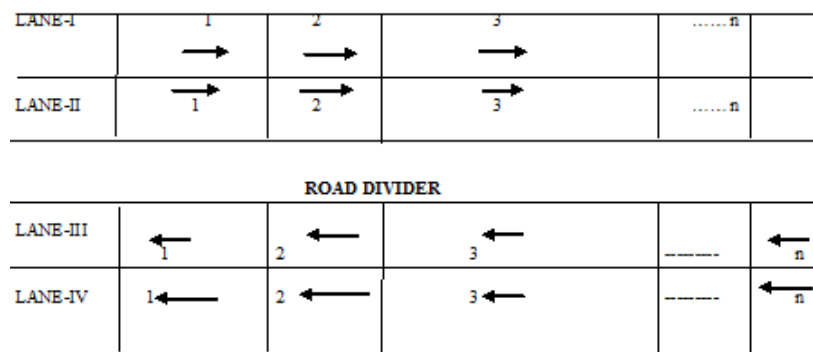 LANE-I 1 2 3 ......n
LANE-II 1 2 3 ......n
ROAD DIVIDER
LANE-III 1 2 3 --------- n
LANE-IV 1 2 3 --------- n